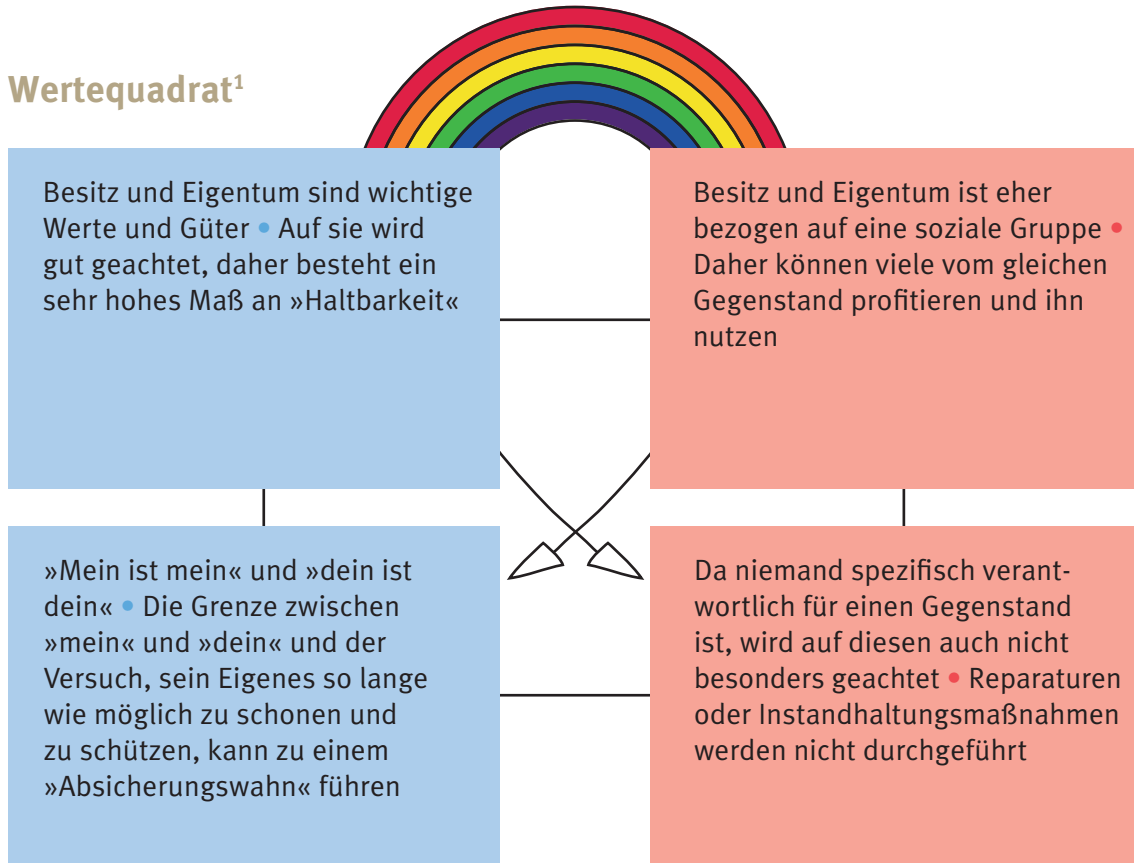 Wertequadrat¹
Besitz und Eigentum sind wichtige
Werte und Güter • Auf sie wird
gut geachtet, daher besteht ein
sehr hohes Maß an »Haltbarkeit«
Besitz und Eigentum ist eher
bezogen auf eine soziale Gruppe •
Daher können viele vom gleichen
Gegenstand profitieren und ihn
nutzen
»Mein ist mein« und »dein ist
dein« • Die Grenze zwischen
»mein« und »dein« und der
Versuch, sein Eigenes so lange
wie möglich zu schonen und
zu schützen, kann zu einem
»Absicherungswahn« führen
Da niemand spezifisch verant-
wortlich für einen Gegenstand
ist, wird auf diesen auch nicht
besonders geachtet • Reparaturen
oder Instandhaltungsmaßnahmen
werden nicht durchgeführt